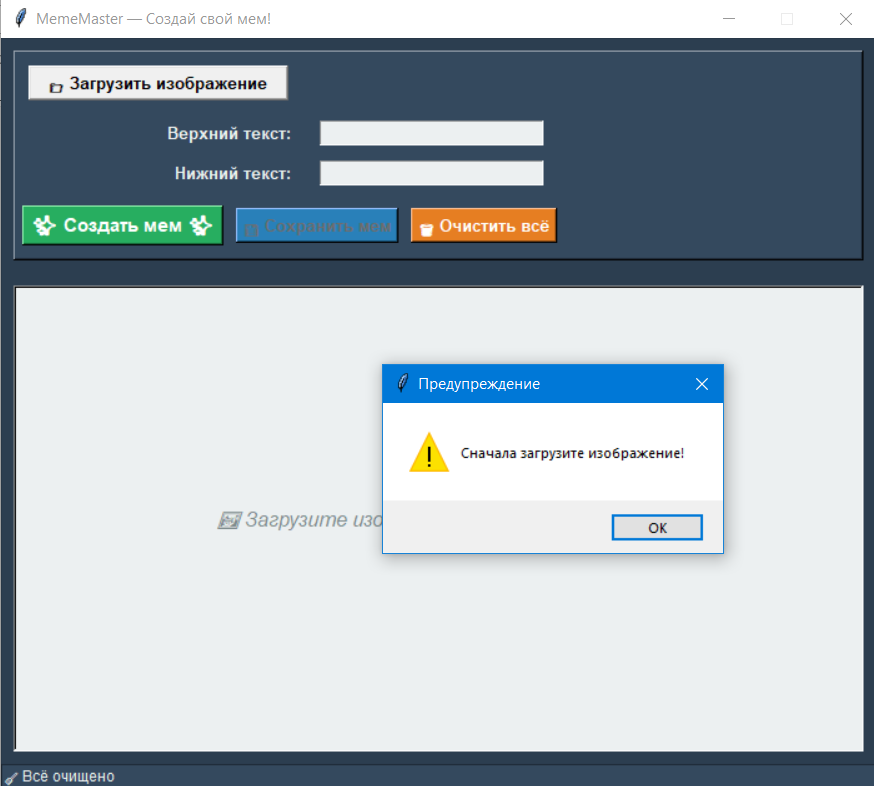 MemeMaster — Создай свой мем!
Загрузить изображение
Верхний текст:
Нижний текст:
Создать мем
Сохранить мем
Очистить всё
Предупреждение
Сначала загрузите изображение!
Загрузите изо
OK
Всё очищено